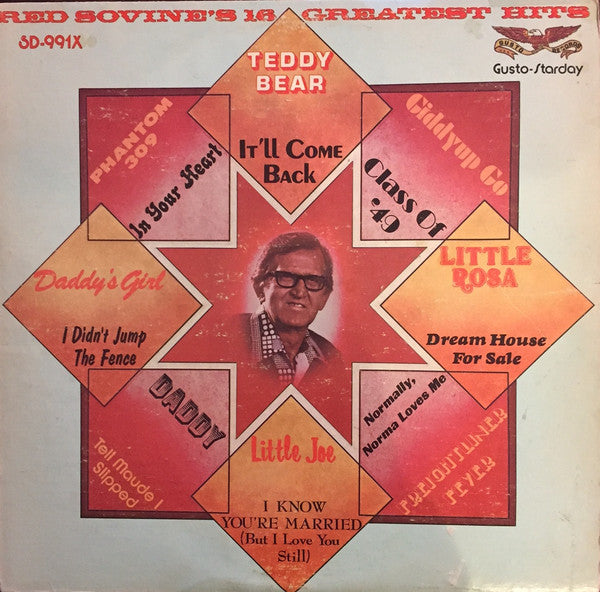 RED SOVINE'S 16 GREATEST HITS
SD-991X
GUSTO RECORDS
Gusto-Starday
TEDDY
BEAR
IT'LL COME
BACK
PHANTOM
309
In Your Heart
Giddyup Go
Class Of
'49
Daddy's Girl
I Didn't Jump
The Fence
LITTLE
ROSA
Dream House
For Sale
DADDY
Tell Maude I
Slipped
Little Joe
I KNOW
YOU'RE MARRIED
(But I Love You
Still)
Normally,
Norma Loves Me
FREIGHTLINER
FEVER